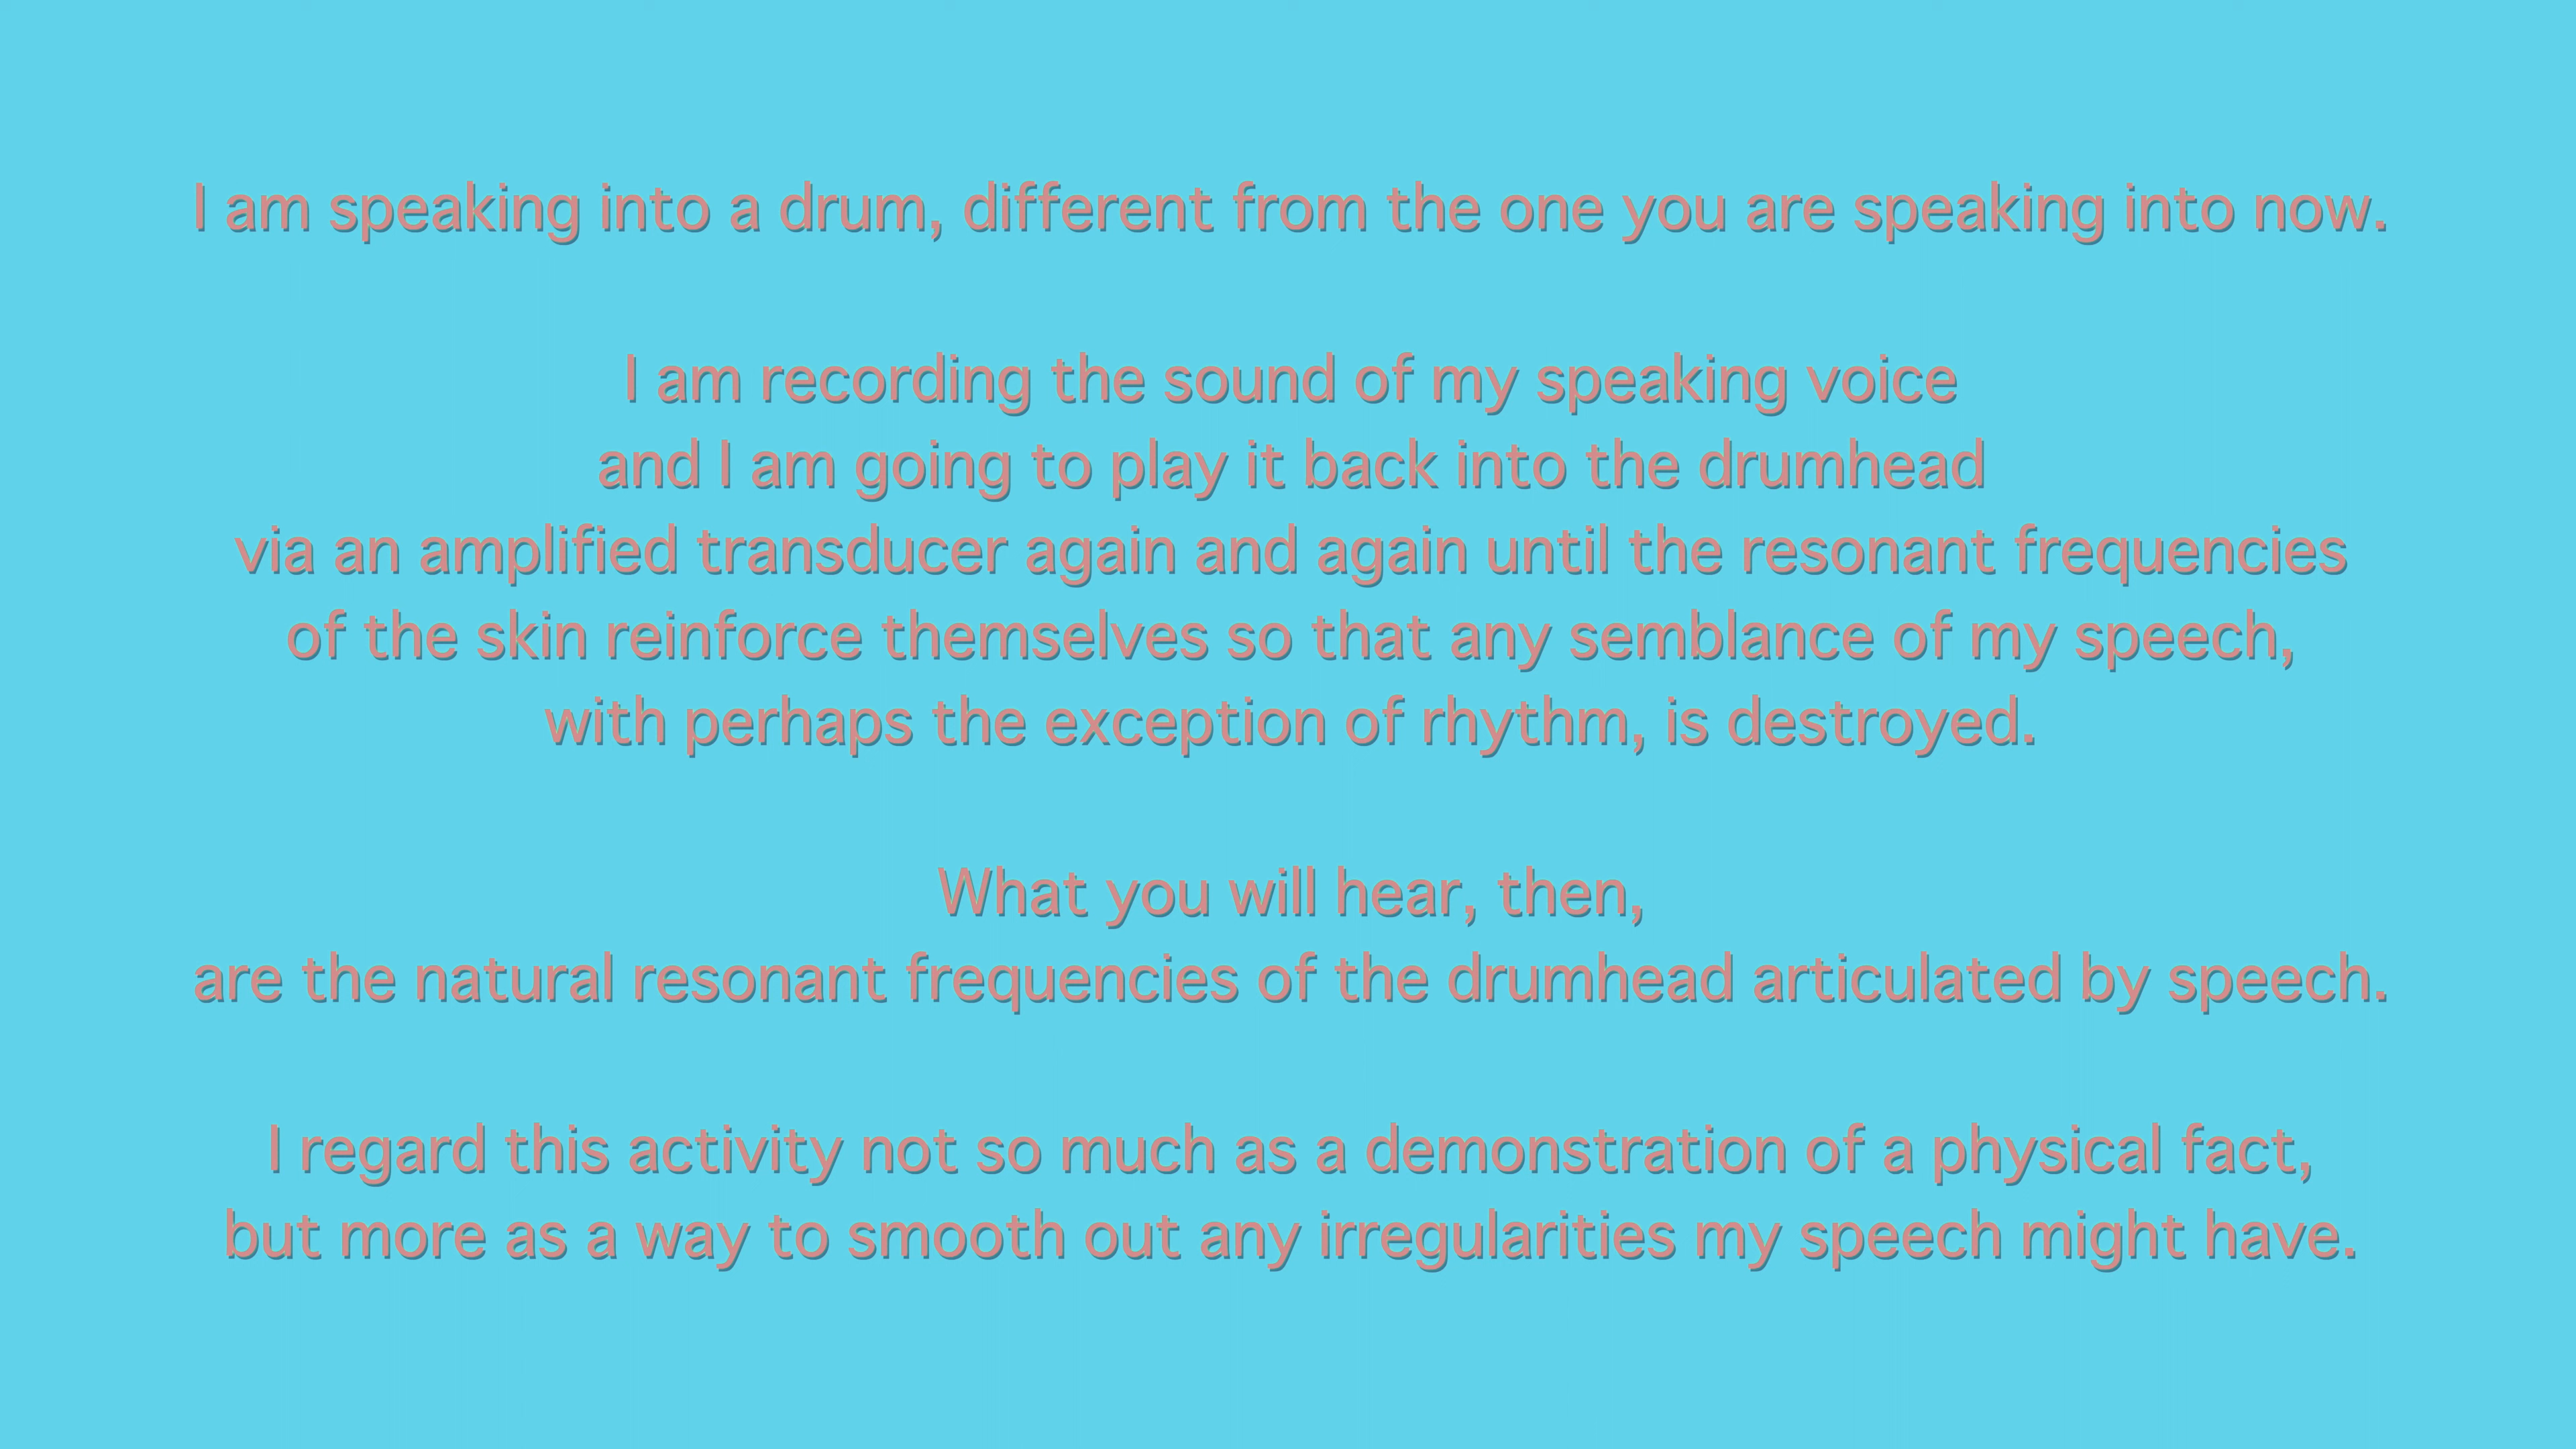 I am speaking into a drum, different from the one you are speaking into now.
I am recording the sound of my speaking voice
and I am going to play it back into the drumhead
via an amplified transducer again and again until the resonant frequencies
of the skin reinforce themselves so that any semblance of my speech,
with perhaps the exception of rhythm, is destroyed.
What you will hear, then,
are the natural resonant frequencies of the drumhead articulated by speech.
I regard this activity not so much as a demonstration of a physical fact,
but more as a way to smooth out any irregularities my speech might have.